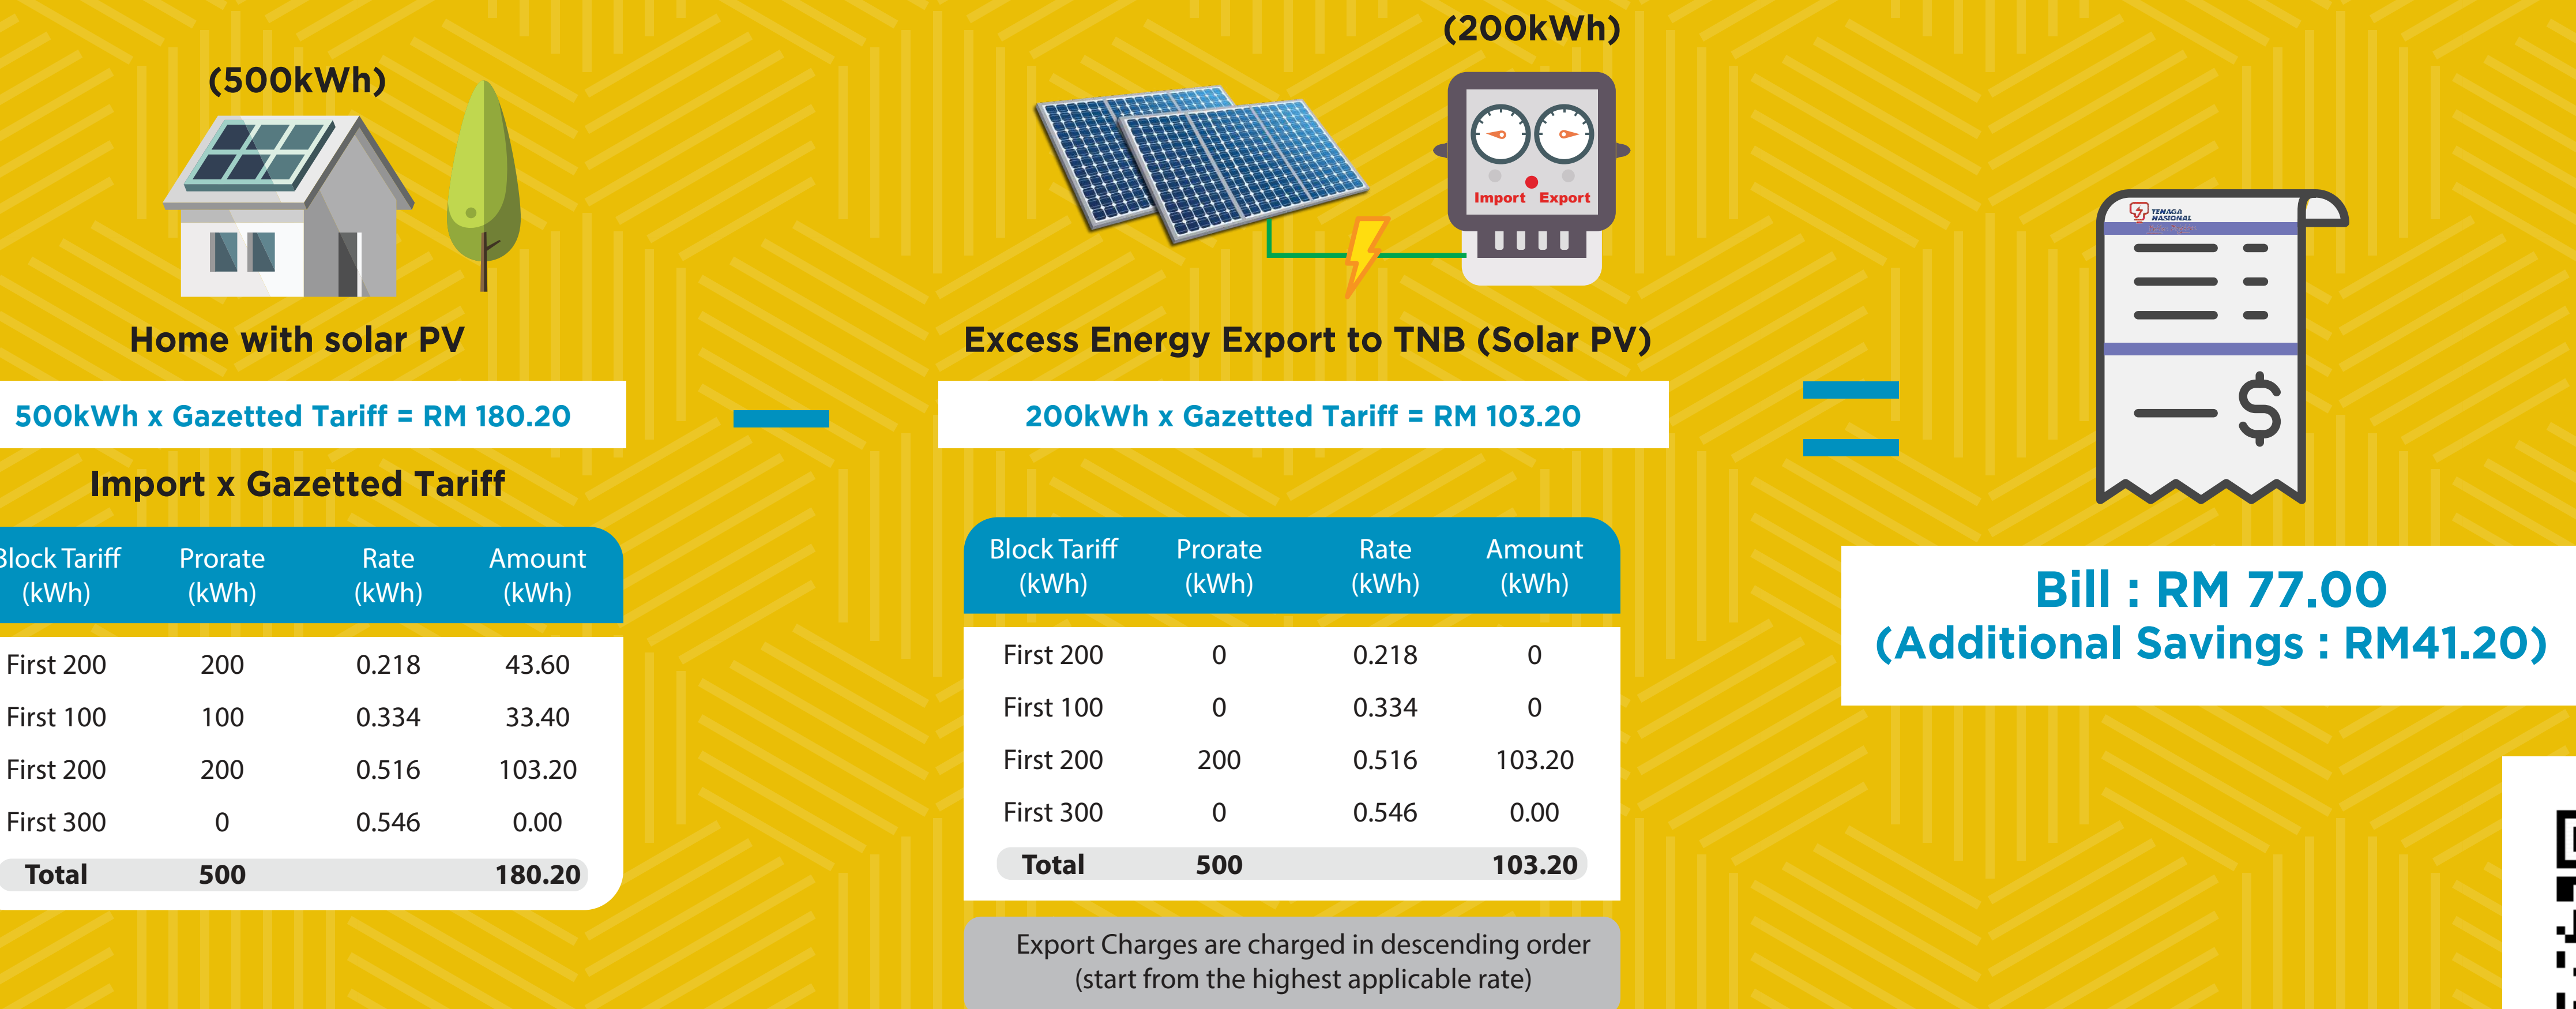 (500kWh)
Home with solar PV
500kWh x Gazetted Tariff = RM 180.20
Import x Gazetted Tariff
Block Tariff (kWh) Prorate (kWh) Rate (kWh) Amount (kWh)
First 200 200 0.218 43.60
First 100 100 0.334 33.40
First 200 200 0.516 103.20
First 300 0 0.546 0.00
Total 500 180.20
(200kWh)
Import Export
Excess Energy Export to TNB (Solar PV)
200kWh x Gazetted Tariff = RM 103.20
Block Tariff (kWh) Prorate (kWh) Rate (kWh) Amount (kWh)
First 200 0 0.218 0
First 100 0 0.334 0
First 200 200 0.516 103.20
First 300 0 0.546 0.00
Total 500 103.20
Export Charges are charged in descending order
(start from the highest applicable rate)
TENAGA
NASIONAL
$
Bill : RM 77.00
(Additional Savings : RM41.20)